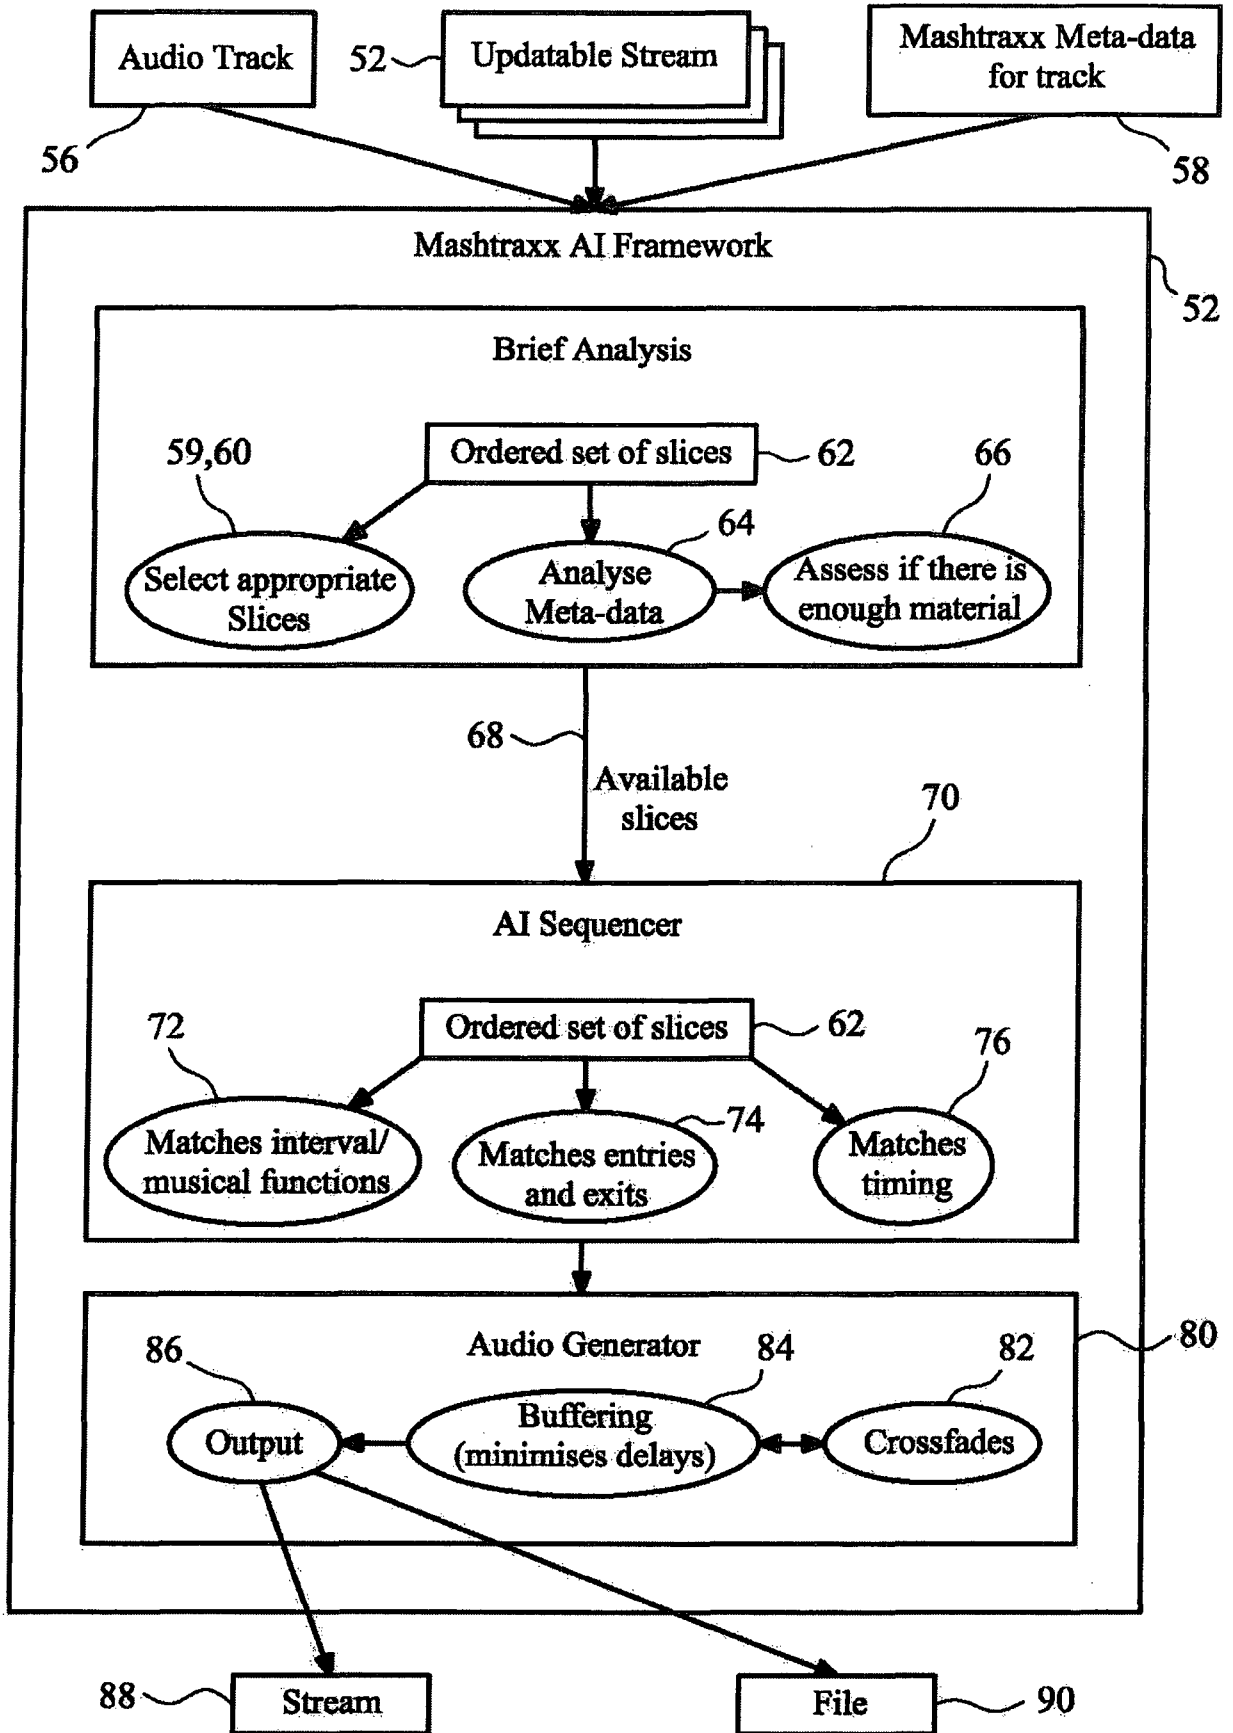 Audio Track
52
Updatable Stream
Mashtraxx Meta-data
for track
56
58
Mashtraxx AI Framework
52
Brief Analysis
59,60
Ordered set of slices
62
66
64
Select appropriate
Slices
Analyse
Meta-data
Assess if there is
enough material
68
Available
slices
70
AI Sequencer
72
Ordered set of slices
62
76
74
Matches interval/
musical functions
Matches entries
and exits
Matches
timing
80
86
Audio Generator
84
82
Output
Buffering
(minimises delays)
Crossfades
88
Stream
File
90